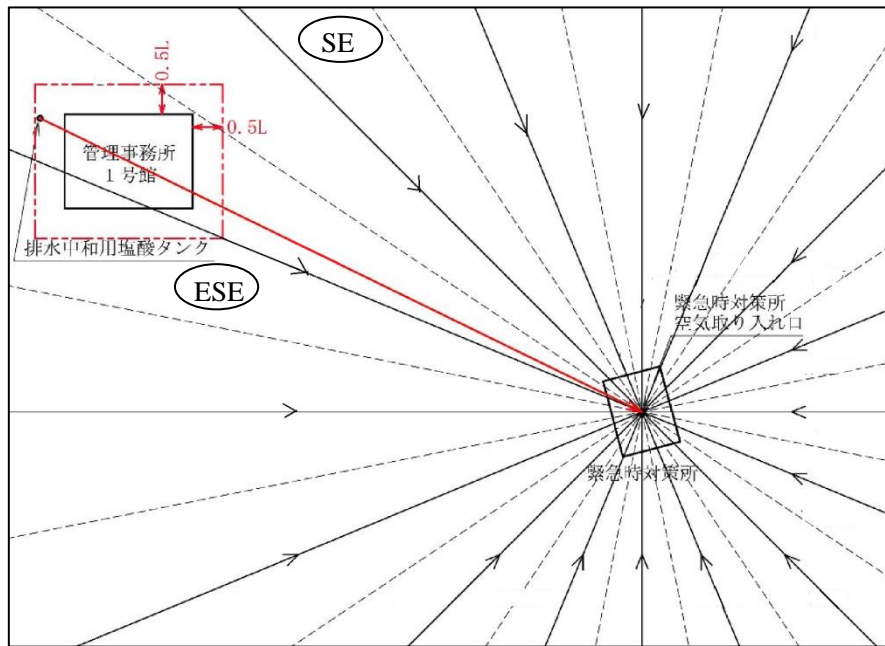 SE
0.5L
0.5L
管理事務所
1号館
排水中和用塩酸タンク
ESE
緊急時対策所
空気取り入れ口
緊急時対策所